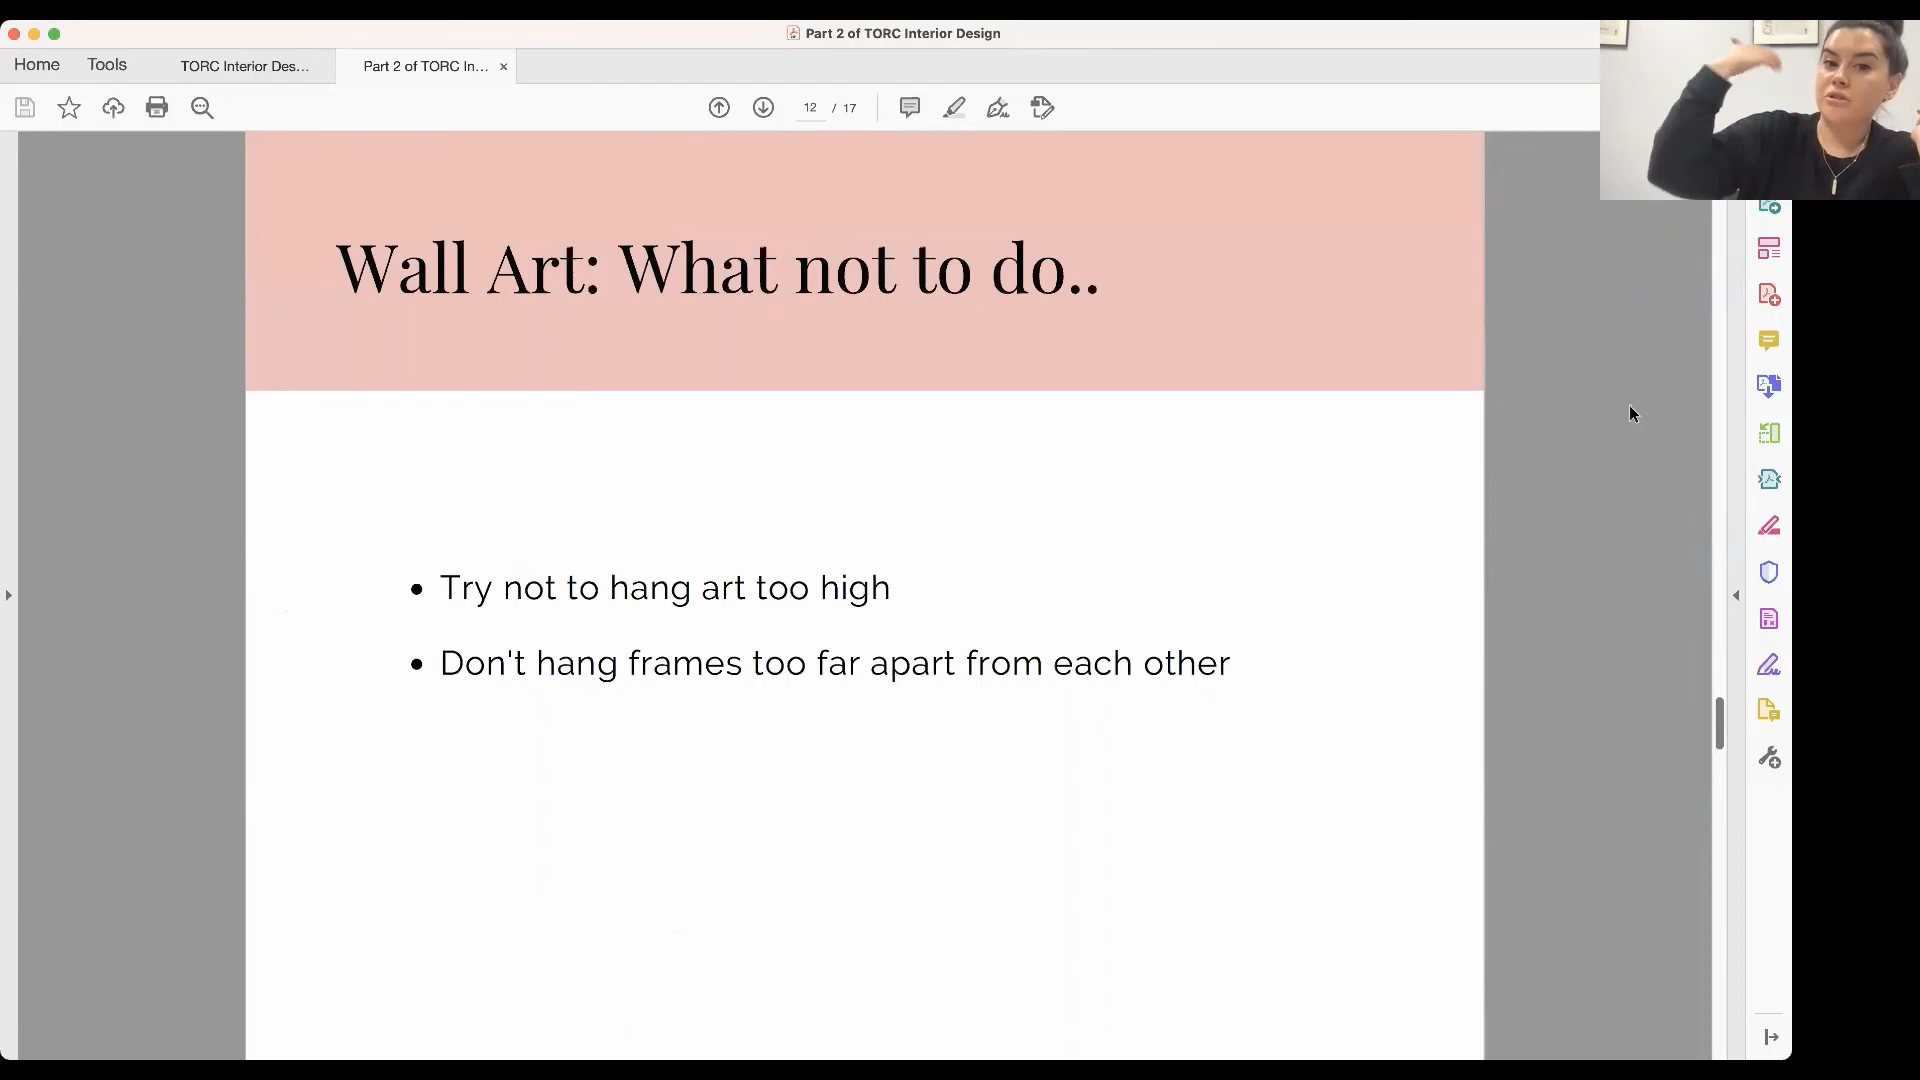 Part 2 of TORC Interior Design
Home
Tools
TORC Interior Des...
Part 2 of TORC In...
12 / 17
Wall Art: What not to do..
• Try not to hang art too high
• Don't hang frames too far apart from each other